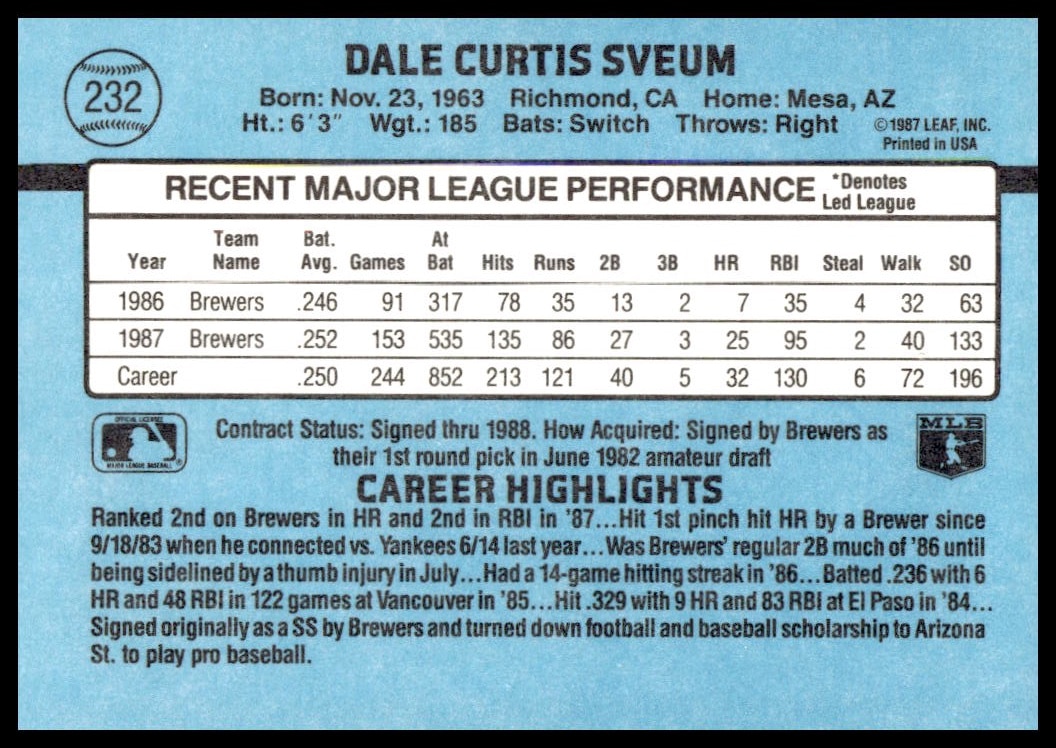 232
DALE CURTIS SVEUM
Born: Nov. 23, 1963 Richmond, CA Home: Mesa, AZ
Ht.: 6'3" Wgt.: 185 Bats: Switch Throws: Right
©1987 LEAF, INC.
Printed in USA
RECENT MAJOR LEAGUE PERFORMANCE *Denotes
Led League
Year Team Name Bat. Avg. Games At Bat Hits Runs 2B 3B HR RBI Steal Walk SO
1986 Brewers .246 91 317 78 35 13 2 7 35 4 32 63
1987 Brewers .252 153 535 135 86 27 3 25 95 2 40 133
Career .250 244 852 213 121 40 5 32 130 6 72 196
OFFICIAL LICENSEE
MAJOR LEAGUE BASEBALL ®
Contract Status: Signed thru 1988. How Acquired: Signed by Brewers as
their 1st round pick in June 1982 amateur draft
MLB
CAREER HIGHLIGHTS
Ranked 2nd on Brewers in HR and 2nd in RBI in '87...Hit 1st pinch hit HR by a Brewer since
9/18/83 when he connected vs. Yankees 6/14 last year...Was Brewers' regular 2B much of '86 until
being sidelined by a thumb injury in July...Had a 14-game hitting streak in '86...Batted .236 with 6
HR and 48 RBI in 122 games at Vancouver in '85...Hit .329 with 9 HR and 83 RBI at El Paso in '84...
Signed originally as a SS by Brewers and turned down football and baseball scholarship to Arizona
St. to play pro baseball.